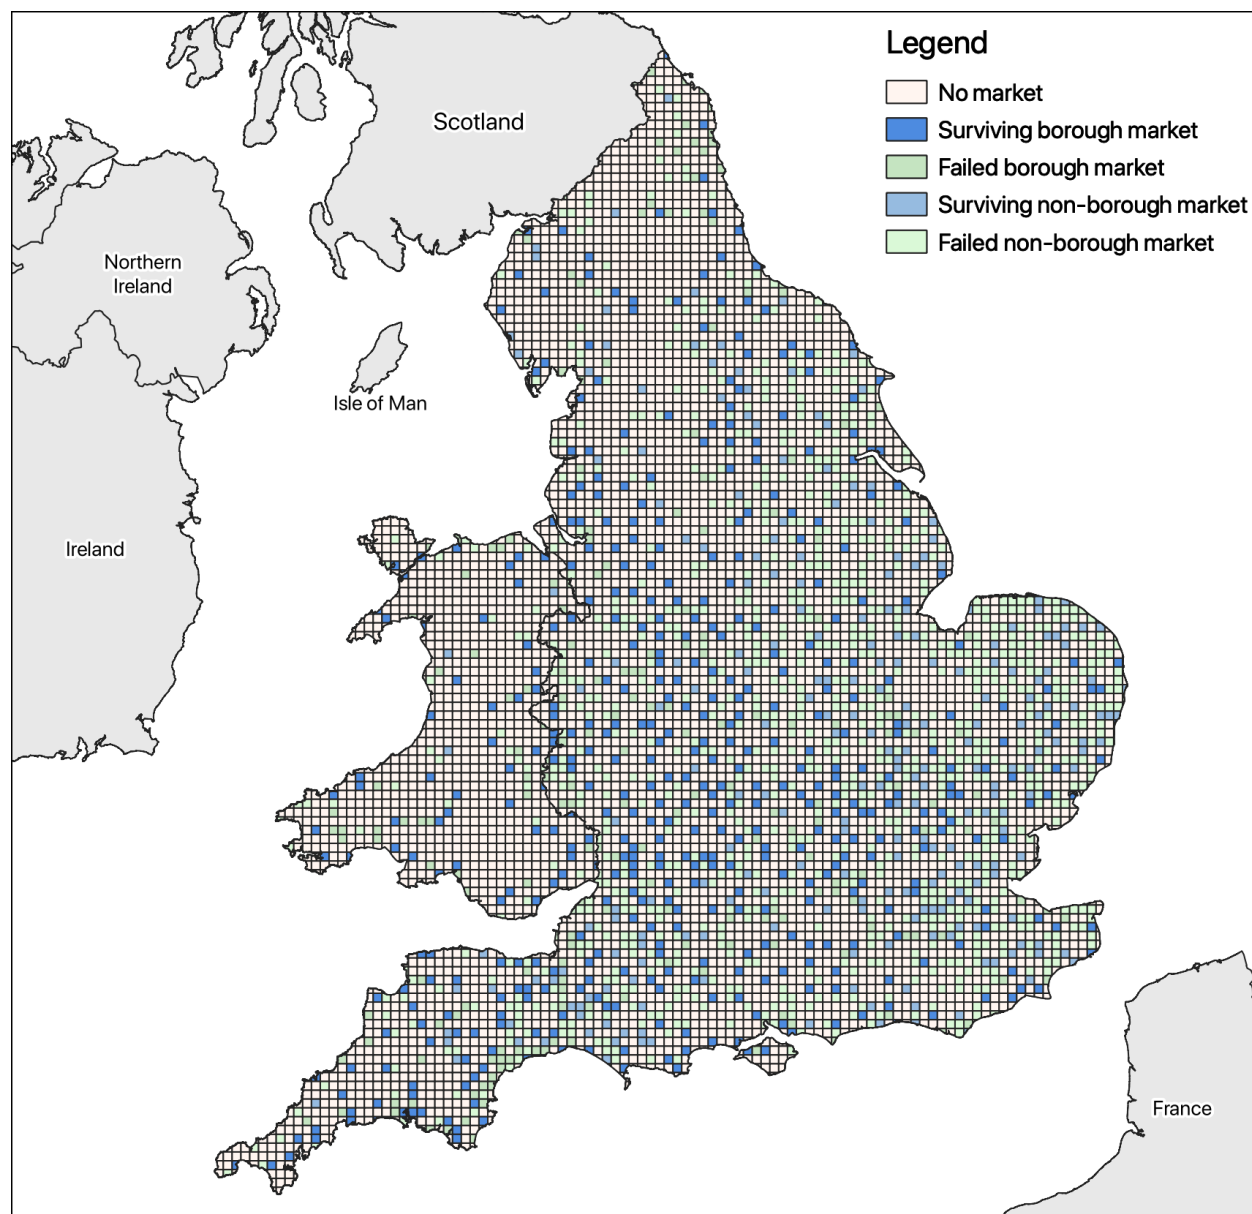 Legend
No market
Surviving borough market
Failed borough market
Surviving non-borough market
Failed non-borough market
Scotland
Northern
Ireland
Isle of Man
Ireland
France